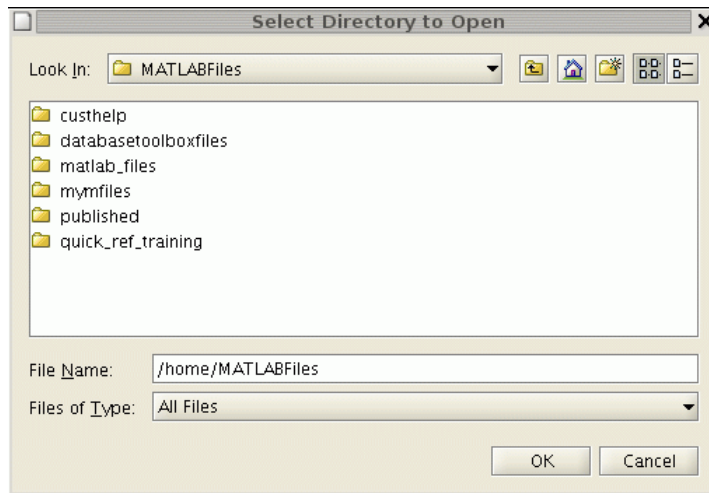 Select Directory to Open
Look In: MATLABFiles
custhelp
databasetoolboxfiles
matlab_files
mymfiles
published
quick_ref_training
File Name: /home/MATLABFiles
Files of Type: All Files
OK Cancel